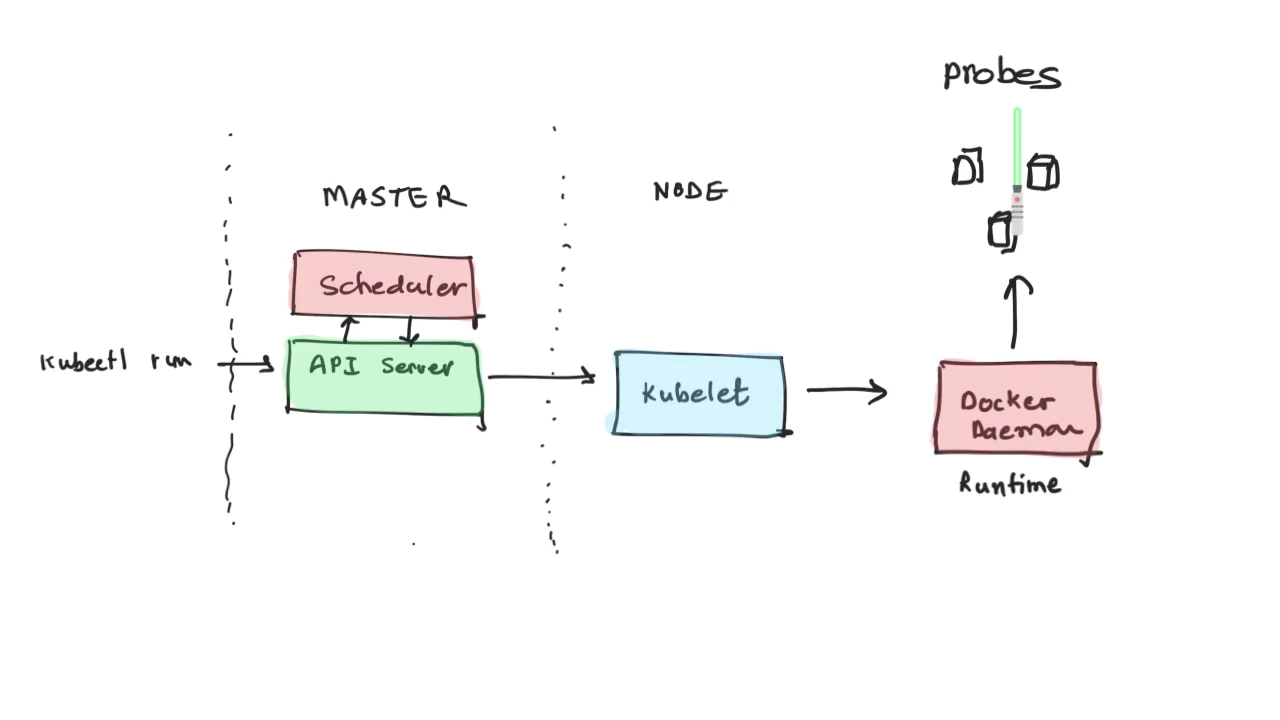 Probes
MASTER
NODE
Scheduler
Kubectl run
API Server
Kubelet
Docker
Daemon
Runtime